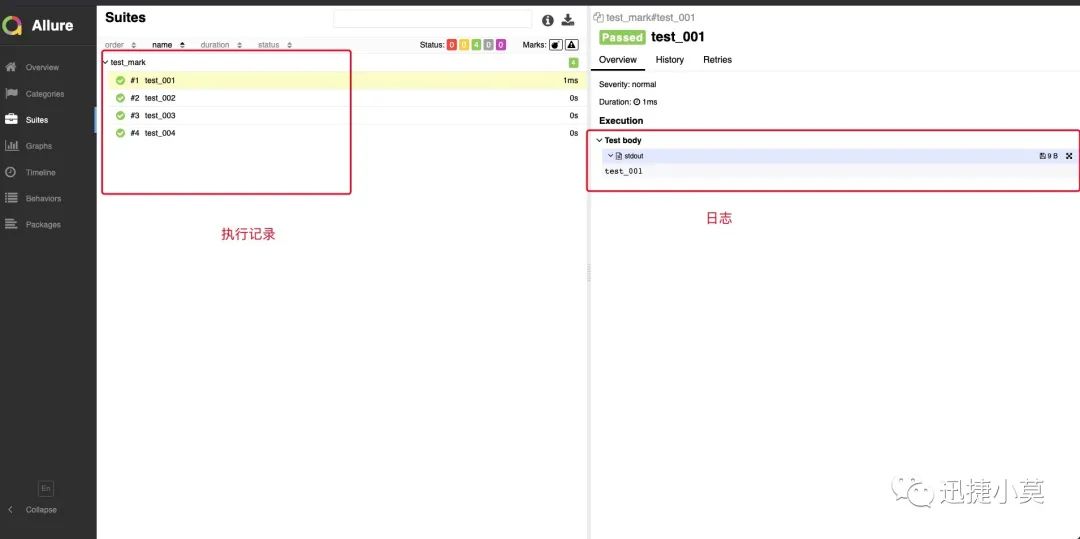 Allure
Overview
Categories
Suites
Graphs
Timeline
Behaviors
Packages
En
Collapse
Suites
order name duration status
Status: 0 0 4 0 0 Marks:
test_mark 4
#1 test_001 1ms
#2 test_002 0s
#3 test_003 0s
#4 test_004 0s
执行记录
test_mark#test_001
Passed test_001
Overview History Retries
Severity: normal
Duration: 1ms
Execution
Test body
stdout 9 B
test_001
日志
迅捷小莫